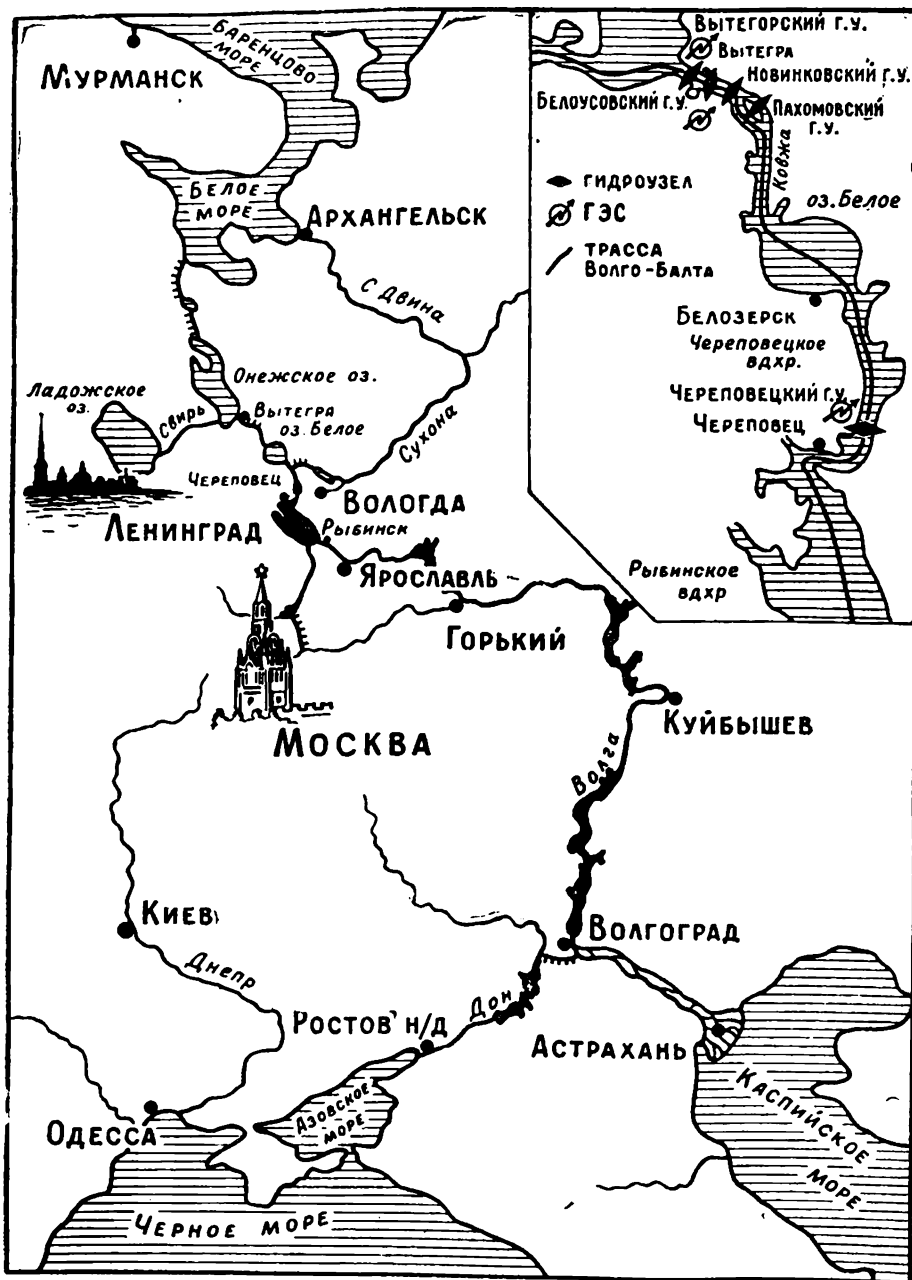 БАРЕНЦОВО
МОРЕ
МУРМАНСК
БЕЛОЕ
МОРЕ
АРХАНГЕЛЬСК
С ДВИНА
Онежское оз.
Ладожское
оз.
Свирь
Вытегра
оз. Белое
Сухона
Череповец
ВОЛОГДА
ЛЕНИНГРАД
Рыбинск
ЯРОСЛАВЛЬ
ГОРЬКИЙ
МОСКВА
КУЙБЫШЕВ
Волга
КИЕВ
Днепр
ВОЛГОГРАД
Дон
РОСТОВ Н/Д
АСТРАХАНЬ
АЗОВСКОЕ
МОРЕ
ОДЕССА
ЧЕРНОЕ МОРЕ
КАСПИЙСКОЕ
МОРЕ
ВЫТЕГОРСКИЙ Г.У.
ВЫТЕГРА
НОВИНКОВСКИЙ Г.У.
БЕЛОУСОВСКИЙ Г.У.
ПАХОМОВСКИЙ
Г.У.
Ковжа
ГИДРОУЗЕЛ
ГЭС
ТРАССА
ВОЛГО-БАЛТА
оз. Белое
БЕЛОЗЕРСК
Череповецкое
вдхр.
ЧЕРЕПОВЕЦКИЙ Г.У.
ЧЕРЕПОВЕЦ
Рыбинское
вдхр